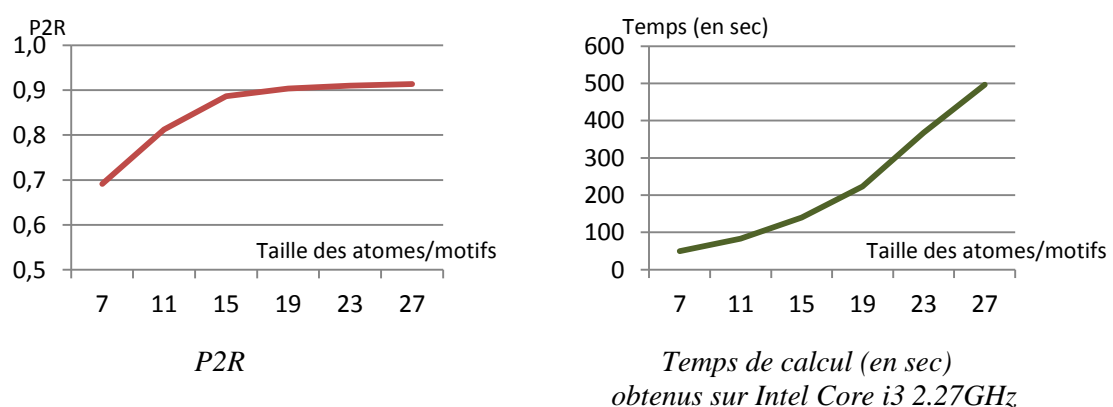 P2R
1,0
0,9
0,8
0,7
0,6
0,5
Taille des atomes/motifs
7 11 15 19 23 27
P2R
Temps (en sec)
600
500
400
300
200
100
0
Taille des atomes/motifs
7 11 15 19 23 27
Temps de calcul (en sec)
obtenus sur Intel Core i3 2.27GHz